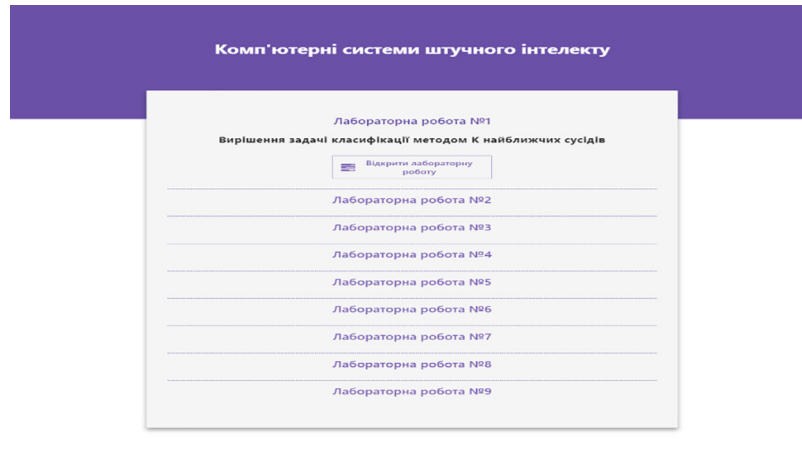 Комп'ютерні системи штучного інтелекту
Лабораторна робота №1
Вирішення задачі класифікації методом К найближчих сусідів
Відкрити лабораторну
роботу
Лабораторна робота №2
Лабораторна робота №3
Лабораторна робота №4
Лабораторна робота №5
Лабораторна робота №6
Лабораторна робота №7
Лабораторна робота №8
Лабораторна робота №9